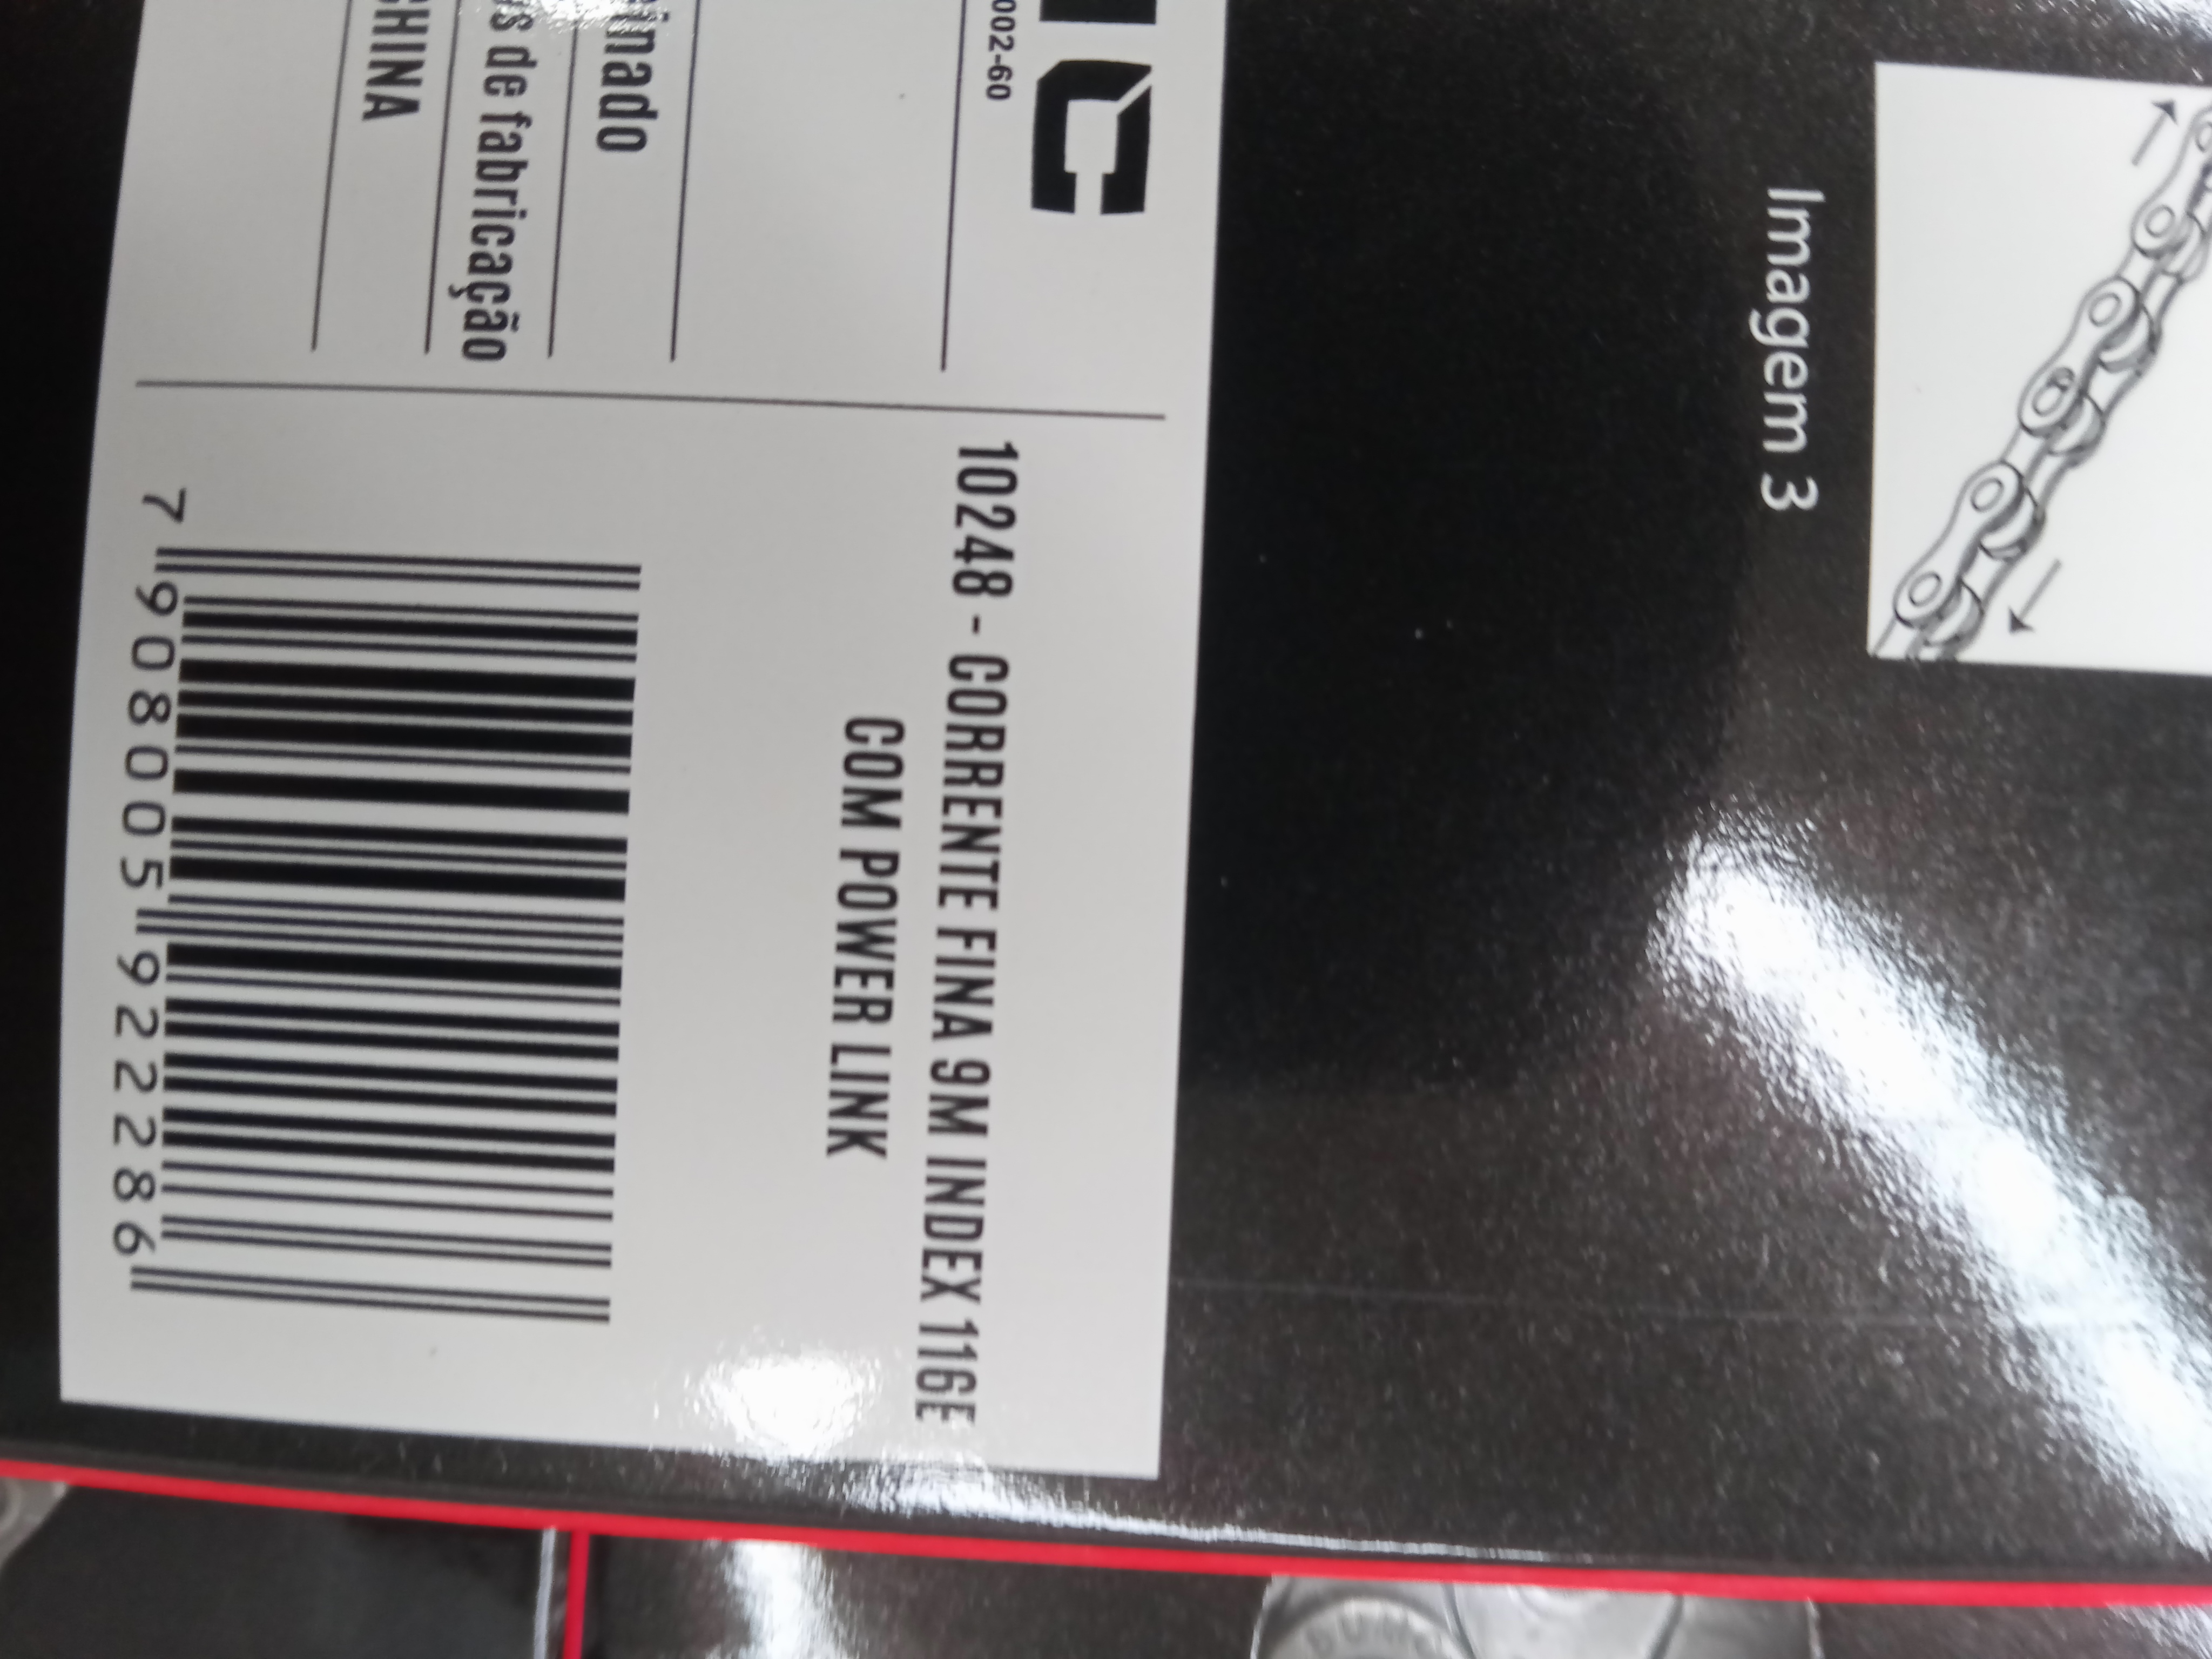 002-60
inado
s de fabricação
CHINA
10248 - CORRENTE FINA 9M INDEX 116E
COM POWER LINK
7 908005 922286
Imagem 3